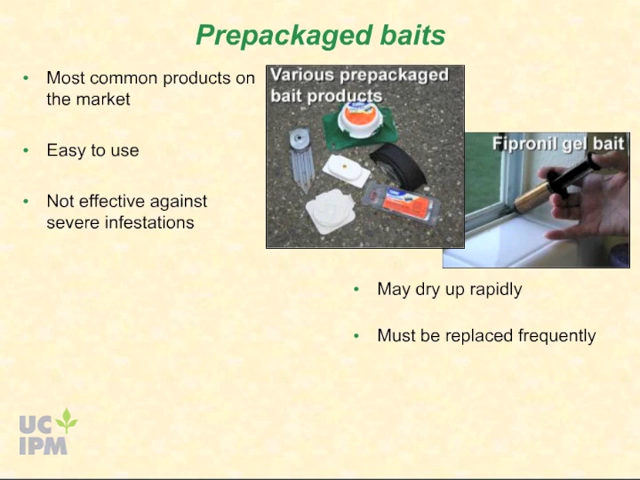 Prepackaged baits
• Most common products on
the market
• Easy to use
• Not effective against
severe infestations
Various prepackaged
bait products
Fipronil gel bait
• May dry up rapidly
• Must be replaced frequently
UC
IPM